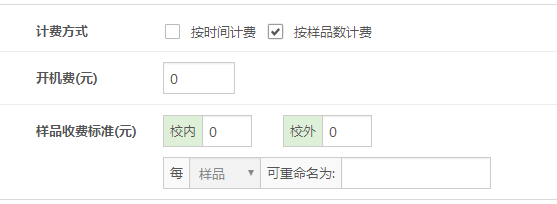 计费方式 按时间计费 按样品数计费
开机费(元) 0
样品收费标准(元) 校内 0 校外 0
每 样品 可重命名为: